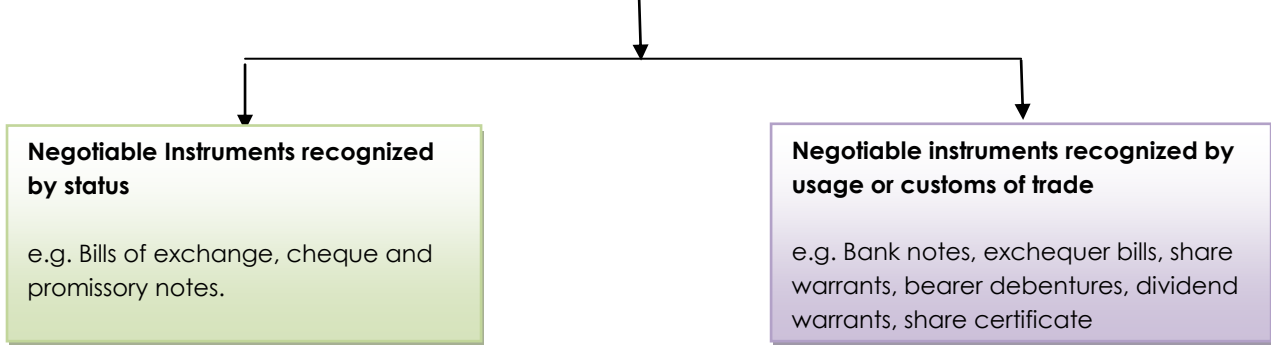 Negotiable Instruments recognized
by status
e.g. Bills of exchange, cheque and
promissory notes.
Negotiable instruments recognized by
usage or customs of trade
e.g. Bank notes, exchequer bills, share
warrants, bearer debentures, dividend
warrants, share certificate